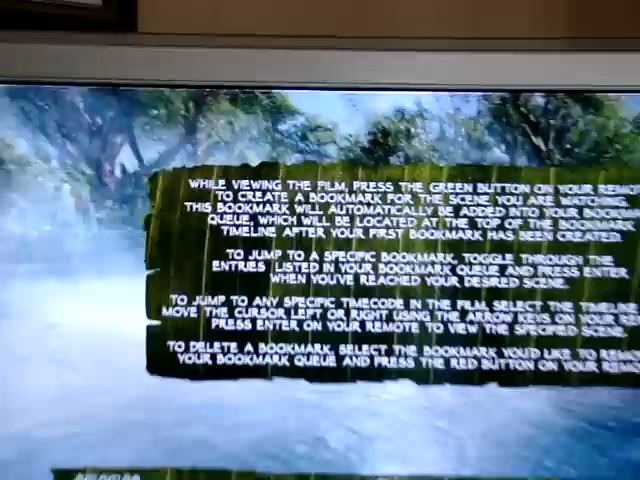 WHILE VIEWING THE FILM, PRESS THE GREEN BUTTON ON YOUR REMO
TO CREATE A BOOKMARK FOR THE SCENE YOU ARE WATCHING.
THIS BOOKMARK WILL AUTOMATICALLY BE ADDED INTO YOUR BOOKM
QUEUE, WHICH WILL BE LOCATED AT THE TOP OF THE BOOKMARK
TIMELINE AFTER YOUR FIRST BOOKMARK HAS BEEN CREATED.
TO JUMP TO A SPECIFIC BOOKMARK, TOGGLE THROUGH THE
ENTRIES LISTED IN YOUR BOOKMARK QUEUE AND PRESS ENTER
WHEN YOU'VE REACHED YOUR DESIRED SCENE.
TO JUMP TO ANY SPECIFIC TIMECODE IN THE FILM, SELECT THE TIMELINE
MOVE THE CURSOR LEFT OR RIGHT USING THE ARROW KEYS ON YOUR RE
PRESS ENTER ON YOUR REMOTE TO VIEW THE SPECIFIED SCENE.
TO DELETE A BOOKMARK, SELECT THE BOOKMARK YOU'D LIKE TO REMO
YOUR BOOKMARK QUEUE AND PRESS THE RED BUTTON ON YOUR REMO